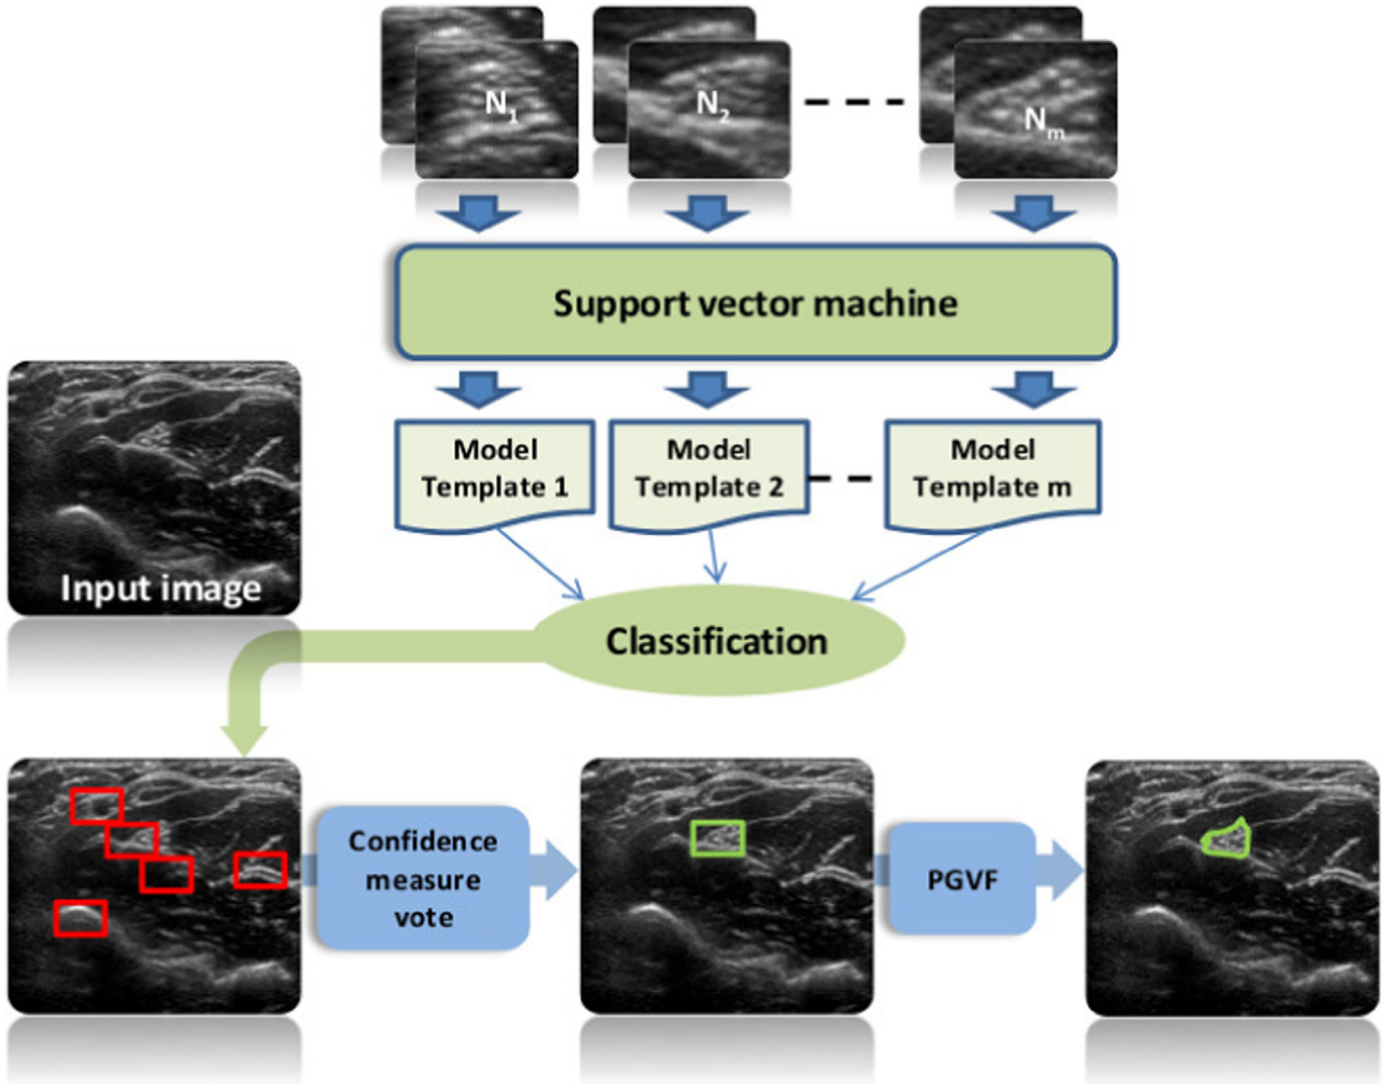 N1
N2
Nm
Support vector machine
Model
Template 1
Model
Template 2
Model
Template m
Input image
Classification
Confidence
measure
vote
PGVF